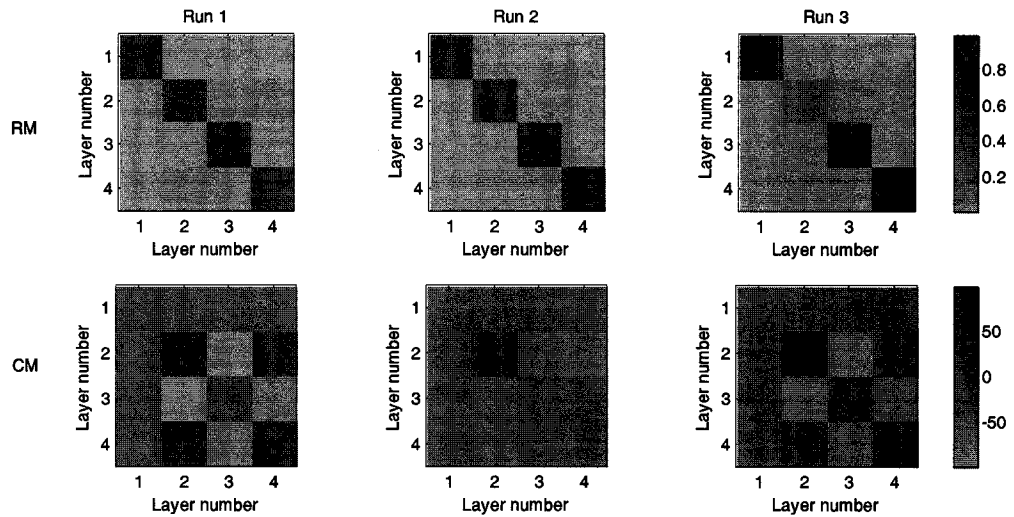 Run 1
Run 2
Run 3
RM
Layer number
1
2
3
4
1 2 3 4
Layer number
Layer number
1
2
3
4
1 2 3 4
Layer number
Layer number
1
2
3
4
1 2 3 4
Layer number
0.8
0.6
0.4
0.2
CM
Layer number
1
2
3
4
1 2 3 4
Layer number
Layer number
1
2
3
4
1 2 3 4
Layer number
Layer number
1
2
3
4
1 2 3 4
Layer number
50
0
-50